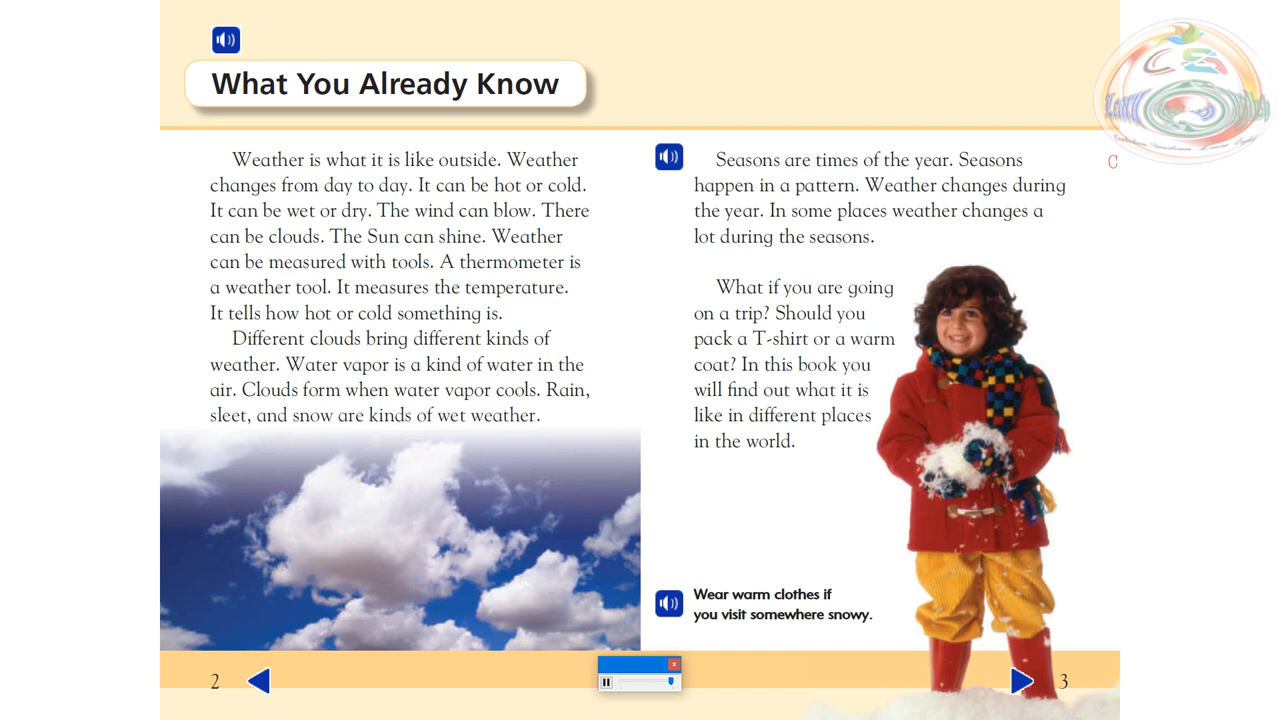 What You Already Know
Weather is what it is like outside. Weather
changes from day to day. It can be hot or cold.
It can be wet or dry. The wind can blow. There
can be clouds. The Sun can shine. Weather
can be measured with tools. A thermometer is
a weather tool. It measures the temperature.
It tells how hot or cold something is.
Different clouds bring different kinds of
weather. Water vapor is a kind of water in the
air. Clouds form when water vapor cools. Rain,
sleet, and snow are kinds of wet weather.
Seasons are times of the year. Seasons
happen in a pattern. Weather changes during
the year. In some places weather changes a
lot during the seasons.
What if you are going
on a trip? Should you
pack a T-shirt or a warm
coat? In this book you
will find out what it is
like in different places
in the world.
Wear warm clothes if
you visit somewhere snowy.
2
3
C